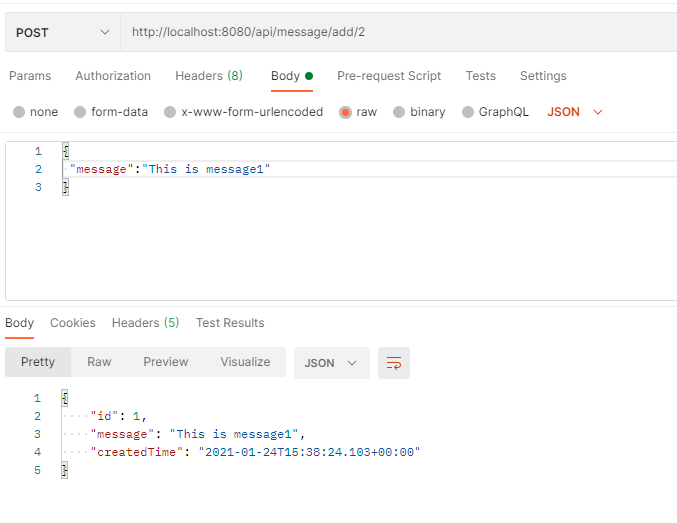 POST http://localhost:8080/api/message/add/2
Params Authorization Headers (8) Body Pre-request Script Tests Settings
none form-data x-www-form-urlencoded raw binary GraphQL JSON
1 {
2 "message":"This is message1"
3 }
Body Cookies Headers (5) Test Results
Pretty Raw Preview Visualize JSON
1 {
2 "id": 1,
3 "message": "This is message1",
4 "createdTime": "2021-01-24T15:38:24.103+00:00"
5 }